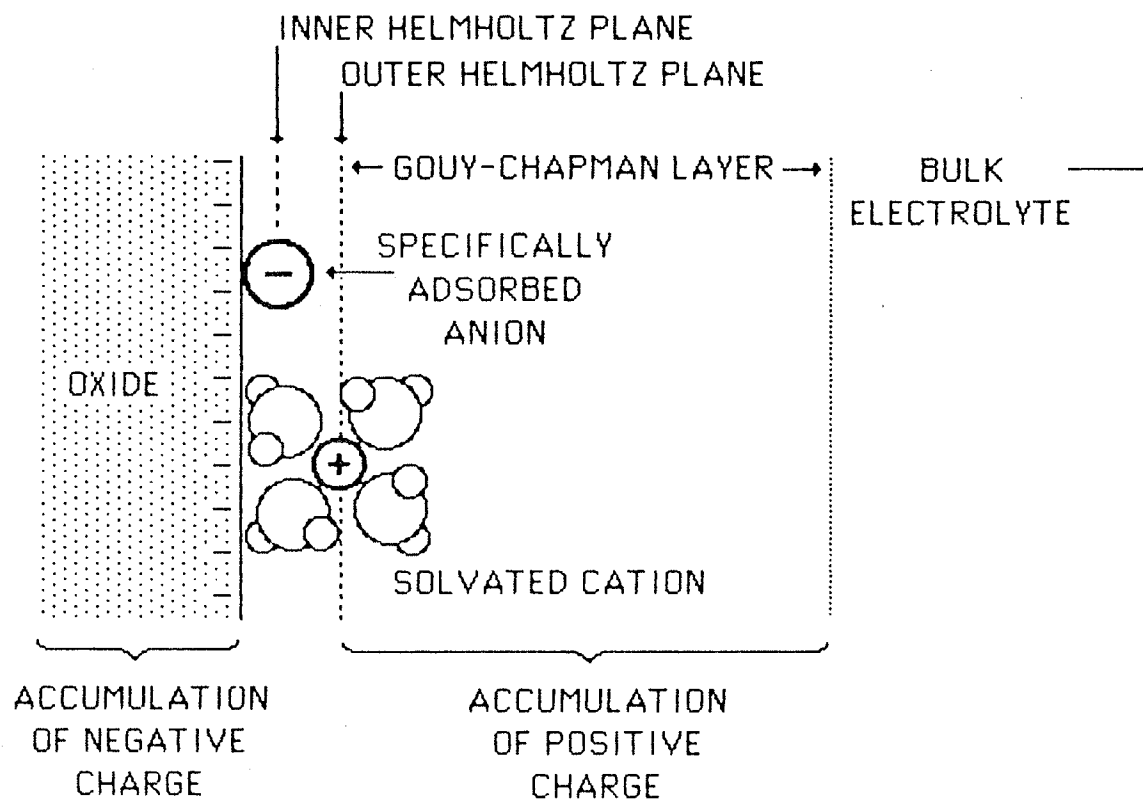 INNER HELMHOLTZ PLANE
OUTER HELMHOLTZ PLANE
GOUY-CHAPMAN LAYER
BULK
ELECTROLYTE
SPECIFICALLY
ADSORBED
ANION
−
OXIDE
+
SOLVATED CATION
ACCUMULATION
OF NEGATIVE
CHARGE
ACCUMULATION
OF POSITIVE
CHARGE